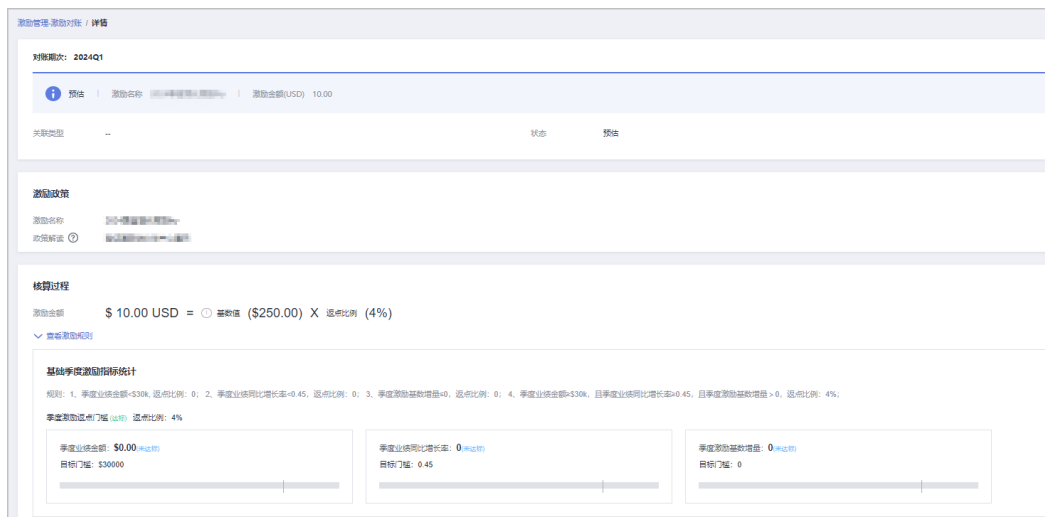 激励管理-激励对账 / 详情
对账期次： 2024Q1
预估 | 激励名称 | 激励金额(USD) 10.00
关联类型 -- 状态 预估
激励政策
激励名称
政策解读
核算过程
激励金额 $ 10.00 USD = 基数值 ($250.00) X 返点比例 (4%)
查看激励规则
基础季度激励指标统计
规则：1、季度业绩金额<$30k, 返点比例：0； 2、季度业绩同比增长率<0.45，返点比例：0； 3、季度激励基数增量≤0，返点比例：0； 4、季度业绩金额≥$30k，且季度业绩同比增长率≥0.45，且季度激励基数增量 > 0，返点比例：4%;
季度激励返点门槛 (达标) 返点比例：4%
季度业绩金额：$0.00(未达标) 季度业绩同比增长率：0(未达标) 季度激励基数增量：0(未达标)
目标门槛：$30000 目标门槛：0.45 目标门槛：0